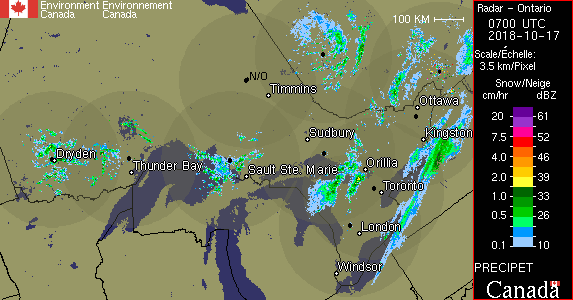 Environment Environnement
Canada Canada
100 KM
N/O
Timmins
Ottawa
Sudbury
Kingston
Dryden
Thunder Bay
Sault Ste. Marie
Orillia
Toronto
London
Windsor
Radar - Ontario
0700 UTC
2018-10-17
Scale/Échelle:
3.5 km/Pixel
Snow/Neige
cm/hr dBZ
20 61
7.5 52
4.0 46
2.0 39
1.0 33
0.5 26
0.1 10
PRECIPET
Canada